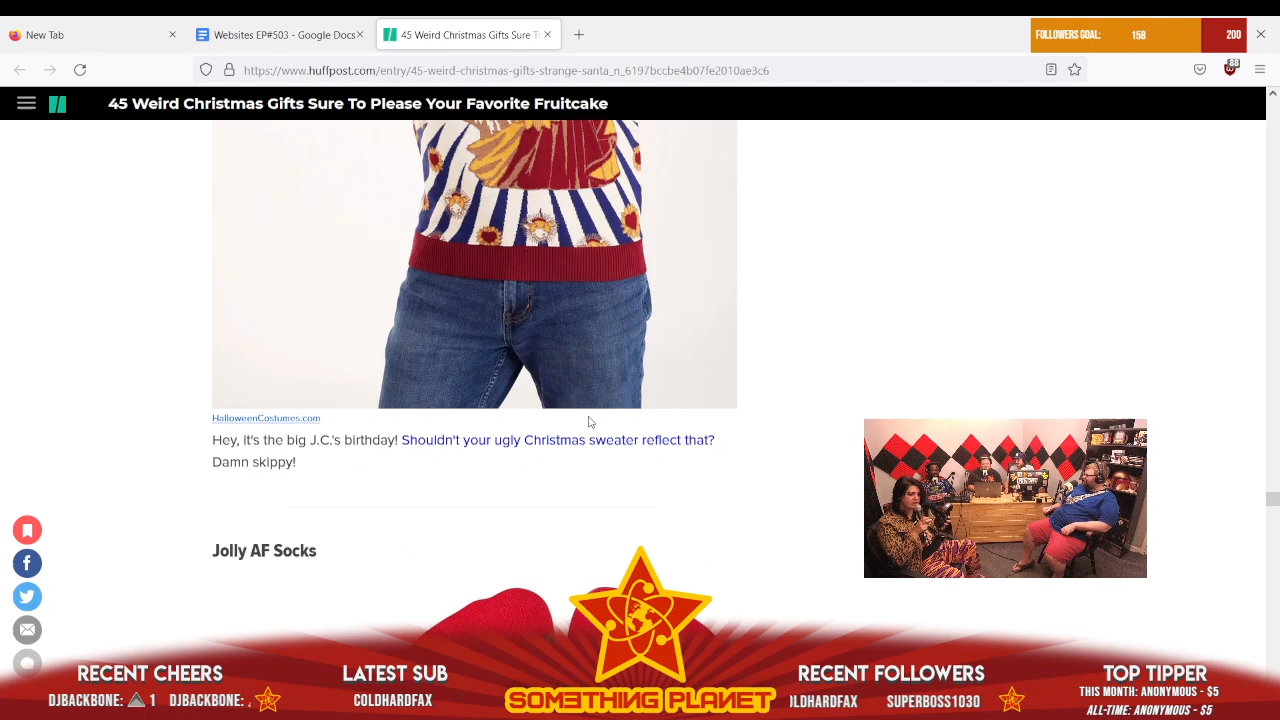 New Tab
Websites EP#503 - Google Docs
45 Weird Christmas Gifts Sure To
FOLLOWERS GOAL: 158 200
https://www.huffpost.com/entry/45-weird-christmas-gifts-strange-santa_n_6197bccbe4b07fe2010ae3c6
88
45 Weird Christmas Gifts Sure To Please Your Favorite Fruitcake
HalloweenCostumes.com
Hey, it's the big J.C.'s birthday! Shouldn't your ugly Christmas sweater reflect that?
Damn skippy!
Jolly AF Socks
RECENT CHEERS
DJBACKBONE: 1 DJBACKBONE:
LATEST SUB
COLDHARDFAX
SOMETHING PLANET
RECENT FOLLOWERS
OLDHARDFAX SUPERBOSS1030
TOP TIPPER
THIS MONTH: ANONYMOUS - $5
ALL-TIME: ANONYMOUS - $5